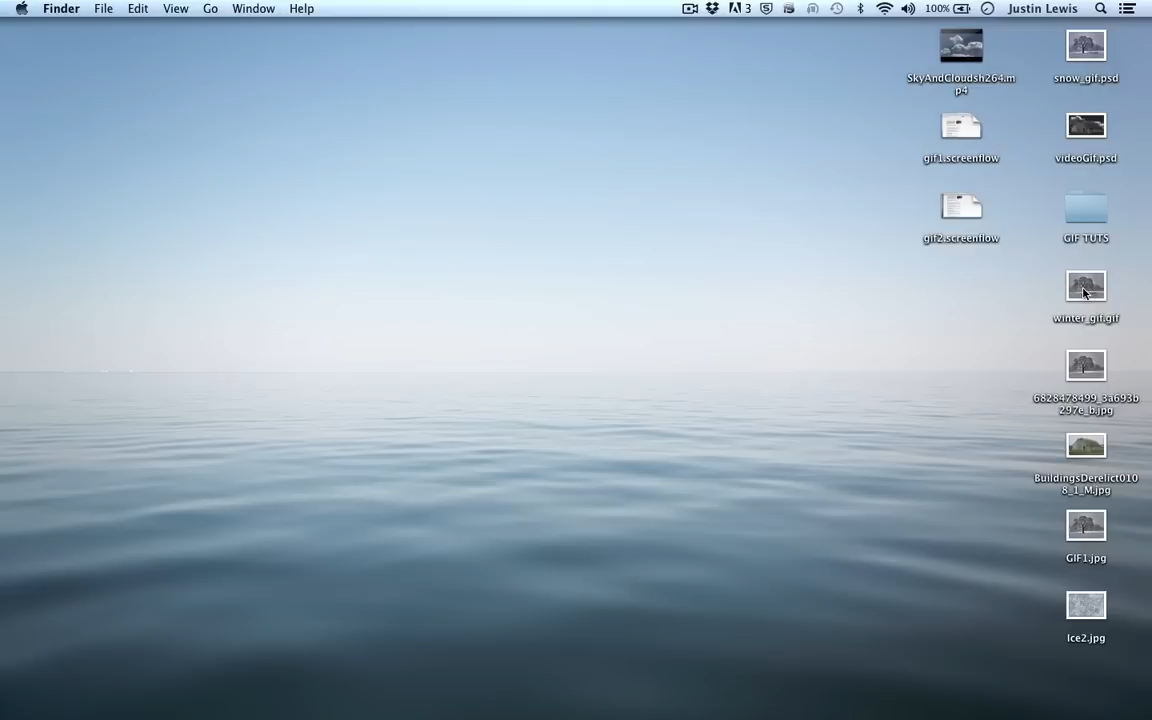 Finder File Edit View Go Window Help 3 100% Justin Lewis
SkyAndCloudsh264.m
p4
snow_gif.psd
gif1.screenflow
videoGif.psd
gif2.screenflow
GIF TUTS
winter_gif.gif
6828478499_3a693b
297e_b.jpg
BuildingsDerelict010
8_1_M.jpg
GIF1.jpg
Ice2.jpg